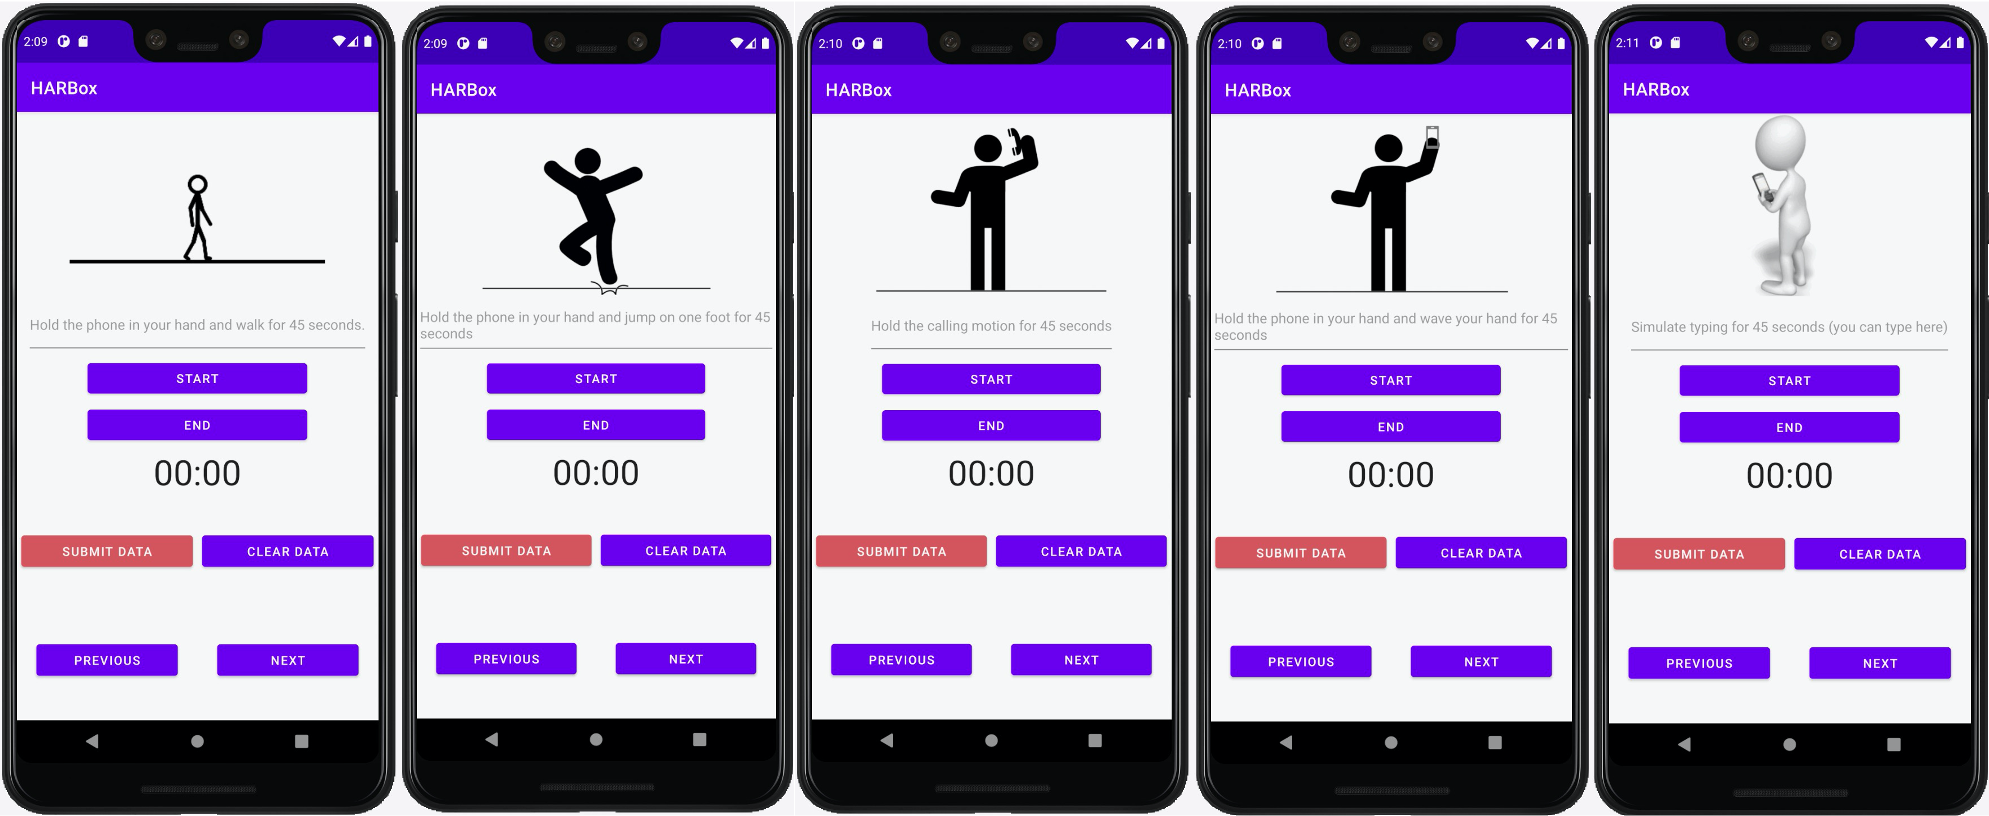 2:09
HARBox
Hold the phone in your hand and walk for 45 seconds.
START
END
00:00
SUBMIT DATA CLEAR DATA
PREVIOUS NEXT
2:09
HARBox
Hold the phone in your hand and jump on one foot for 45
seconds
START
END
00:00
SUBMIT DATA CLEAR DATA
PREVIOUS NEXT
2:10
HARBox
Hold the calling motion for 45 seconds
START
END
00:00
SUBMIT DATA CLEAR DATA
PREVIOUS NEXT
2:10
HARBox
Hold the phone in your hand and wave your hand for 45
seconds
START
END
00:00
SUBMIT DATA CLEAR DATA
PREVIOUS NEXT
2:11
HARBox
Simulate typing for 45 seconds (you can type here)
START
END
00:00
SUBMIT DATA CLEAR DATA
PREVIOUS NEXT